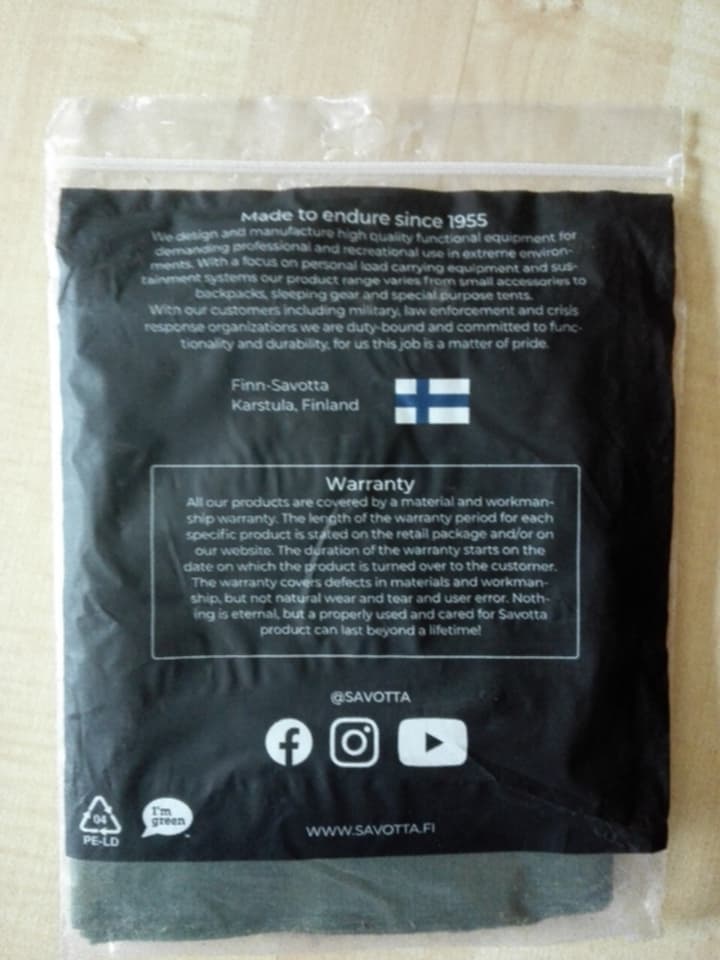 Made to endure since 1955
We design and manufacture high quality functional equipment for
demanding professional and recreational use in extreme environ-
ments. With a focus on personal load carrying equipment and sus-
tainment systems our product range varies from small accessories to
backpacks, sleeping gear and special purpose tents.
With our customers including military, law enforcement and crisis
response organizations we are duty-bound and committed to func-
tionality and durability, for us this job is a matter of pride.
Finn-Savotta
Karstula, Finland
Warranty
All our products are covered by a material and workman-
ship warranty. The length of the warranty period for each
specific product is stated on the retail package and/or on
our website. The duration of the warranty starts on the
date on which the product is turned over to the customer.
The warranty covers defects in materials and workman-
ship, but not natural wear and tear and user error. Noth-
ing is eternal, but a properly used and cared for Savotta
product can last beyond a lifetime!
@SAVOTTA
04
PE-LD
I'm
green™
WWW.SAVOTTA.FI